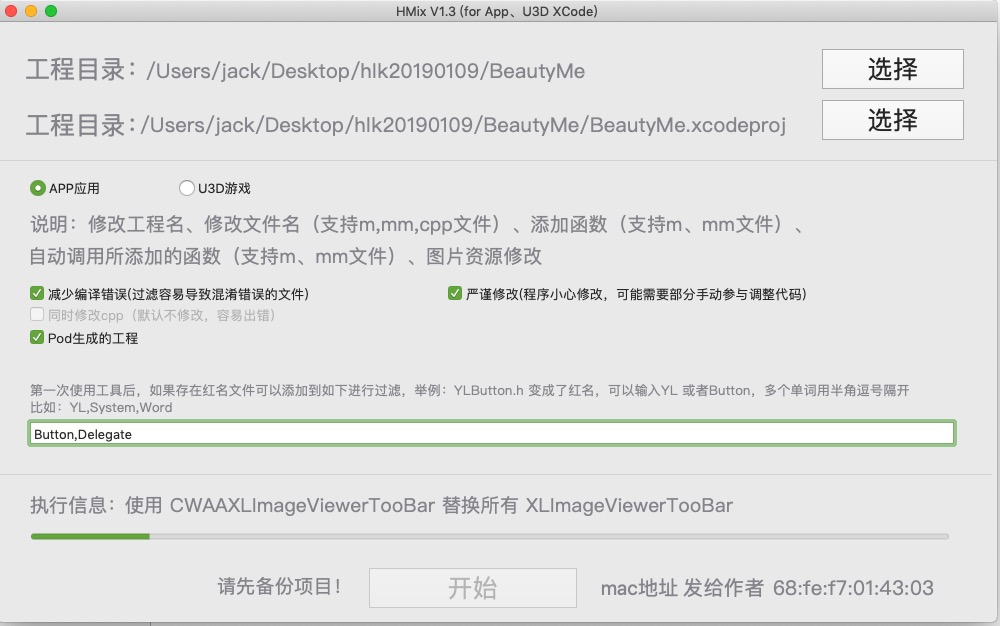 HMix V1.3 (for App、U3D XCode)
工程目录：/Users/jack/Desktop/hlk20190109/BeautyMe
选择
工程目录：/Users/jack/Desktop/hlk20190109/BeautyMe/BeautyMe.xcodeproj
选择
APP应用 U3D游戏
说明：修改工程名、修改文件名（支持m,mm,cpp文件）、添加函数（支持m、mm文件）、
自动调用所添加的函数（支持m、mm文件）、图片资源修改
减少编译错误(过滤容易导致混淆错误的文件) 严谨修改(程序小心修改，可能需要部分手动参与调整代码)
同时修改cpp（默认不修改，容易出错）
Pod生成的工程
第一次使用工具后，如果存在红名文件可以添加到如下进行过滤，举例：YLButton.h 变成了红名，可以输入YL 或者Button，多个单词用半角逗号隔开
比如：YL,System,Word
Button,Delegate
执行信息：使用 CWAAXLImageViewerTooBar 替换所有 XLImageViewerTooBar
请先备份项目！ 开始 mac地址 发给作者 68:fe:f7:01:43:03